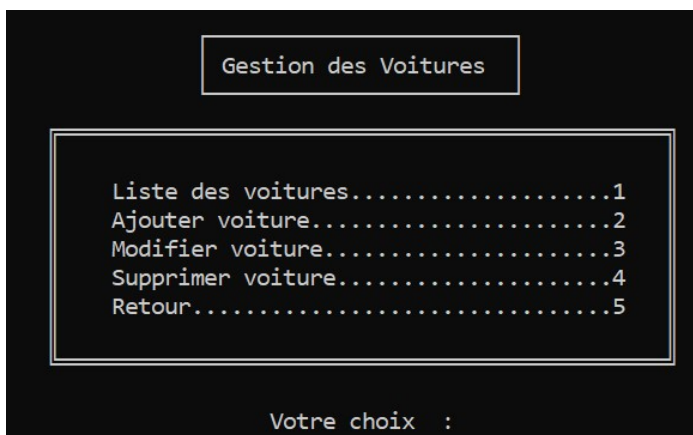 Gestion des Voitures
Liste des voitures....................1
Ajouter voiture.......................2
Modifier voiture......................3
Supprimer voiture.....................4
Retour................................5
Votre choix  :